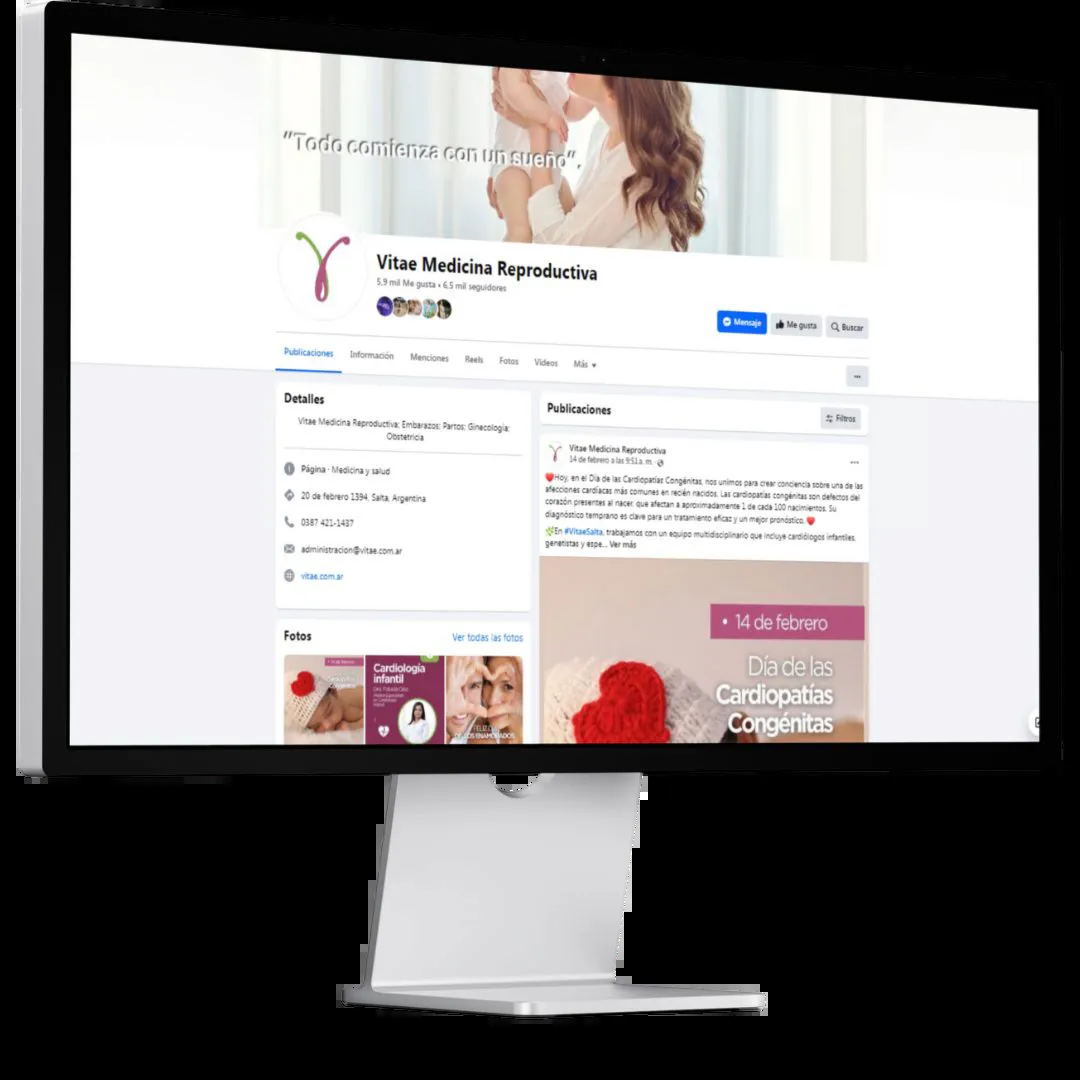 "Todo comienza con un sueño".
Vitae Medicina Reproductiva
5,9 mil Me gusta • 6,5 mil seguidores
Mensaje
Me gusta
Buscar
Publicaciones
Información
Menciones
Reels
Fotos
Videos
Más
Detalles
Vitae Medicina Reproductiva; Embarazos; Partos; Ginecología;
Obstetricia
Página · Medicina y salud
20 de febrero 1394, Salta, Argentina
0387 421-1437
administracion@vitae.com.ar
vitae.com.ar
Fotos
Ver todas las fotos
Cardiología
infantil
FELIZ DÍA
DE LOS ENAMORADOS
Publicaciones
Filtros
Vitae Medicina Reproductiva
14 de febrero a las 9:51 a. m. ·
❤️Hoy, en el Día de las Cardiopatías Congénitas, nos unimos para crear conciencia sobre una de las
afecciones cardíacas más comunes en recién nacidos. Las cardiopatías congénitas son defectos del
corazón presentes al nacer, que afectan a aproximadamente 1 de cada 100 nacimientos. Su
diagnóstico temprano es clave para un tratamiento eficaz y un mejor pronóstico. ❤️
🌿En #VitaeSalta, trabajamos con un equipo multidisciplinario que incluye cardiólogos infantiles,
genetistas y espe... Ver más
• 14 de febrero
Día de las
Cardiopatías
Congénitas